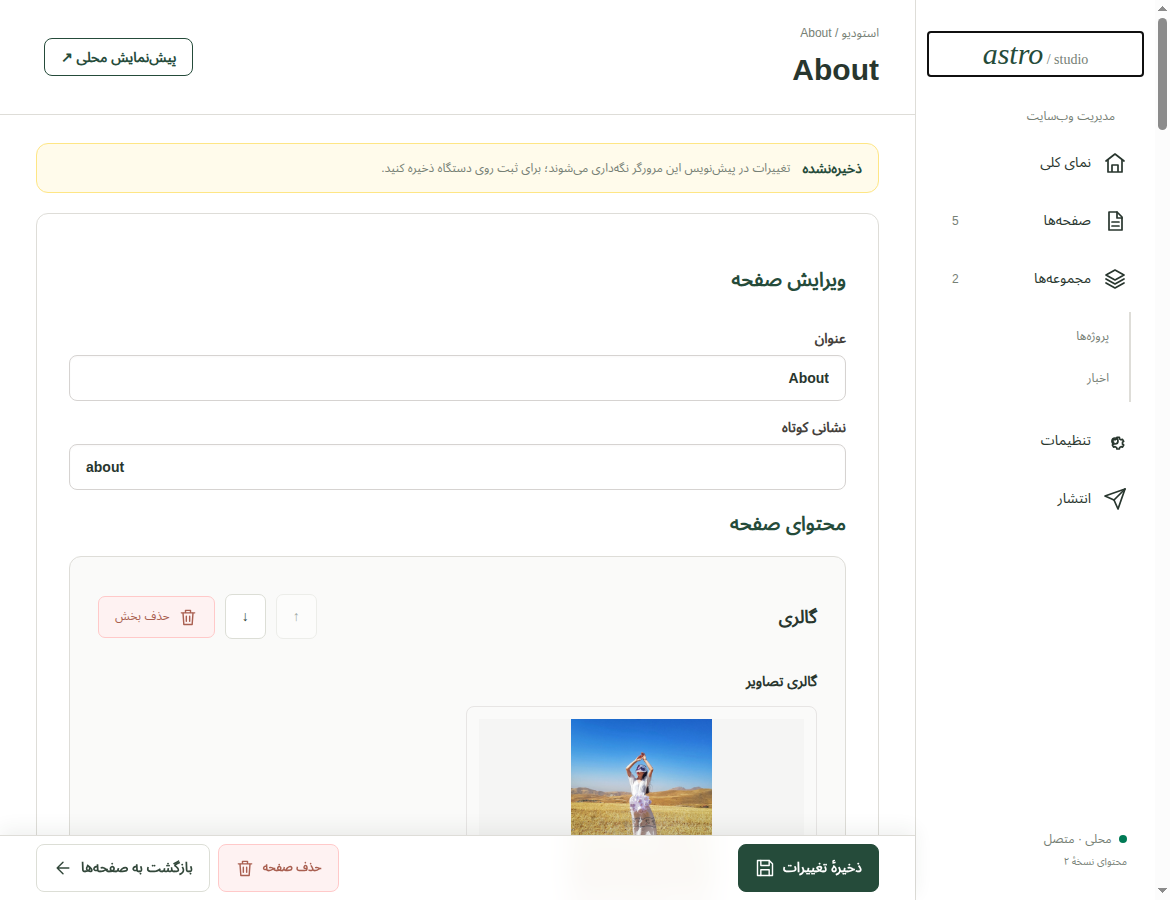 astro / studio
مدیریت وب‌سایت
نمای کلی
صفحه‌ها 5
مجموعه‌ها 2
پروژه‌ها
اخبار
تنظیمات
انتشار
محلی · متصل
محتوای نسخهٔ ۲
استودیو / About
About
پیش‌نمایش محلی ↗
ذخیره‌نشده تغییرات در پیش‌نویس این مرورگر نگه‌داری می‌شوند؛ برای ثبت روی دستگاه ذخیره کنید.
ویرایش صفحه
عنوان
About
نشانی کوتاه
about
محتوای صفحه
گالری
↑
↓
حذف بخش
گالری تصاویر
ذخیرهٔ تغییرات
حذف صفحه
بازگشت به صفحه‌ها